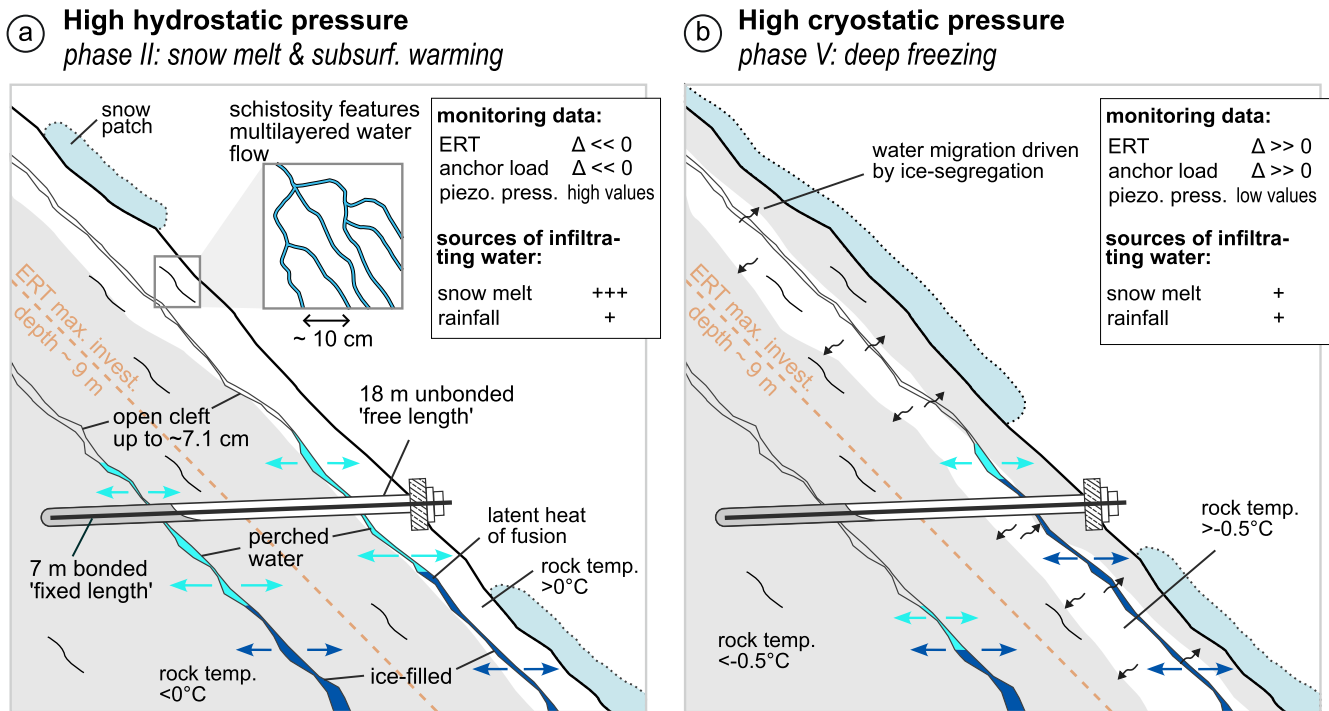 a
High hydrostatic pressure
phase II: snow melt & subsurf. warming
snow
patch
schistosity features
multilayered water
flow
~ 10 cm
monitoring data:
ERT Δ << 0
anchor load Δ << 0
piezo. press. high values
sources of infiltra-
ting water:
snow melt +++
rainfall +
ERT max. invest.
depth ~ 9 m
18 m unbonded
'free length'
open cleft
up to ~7.1 cm
latent heat
of fusion
perched
water
7 m bonded
'fixed length'
rock temp.
>0°C
rock temp.
<0°C
ice-filled
b
High cryostatic pressure
phase V: deep freezing
water migration driven
by ice-segregation
monitoring data:
ERT Δ >> 0
anchor load Δ >> 0
piezo. press. low values
sources of infiltra-
ting water:
snow melt +
rainfall +
ERT max. invest.
depth ~ 9 m
rock temp.
>-0.5°C
rock temp.
<-0.5°C